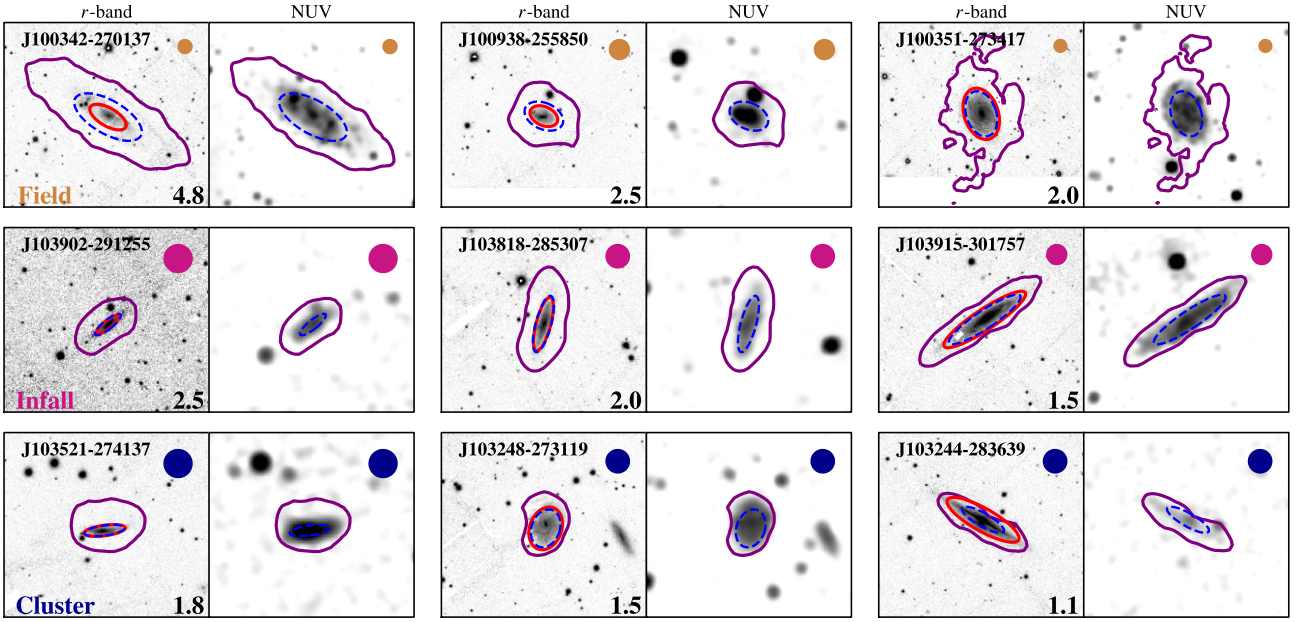 r-band NUV r-band NUV r-band NUV
J100342-270137 J100938-255850 J100351-273417
Field 4.8 2.5 2.0
J103902-291255 J103818-285307 J103915-301757
Infall 2.5 2.0 1.5
J103521-274137 J103248-273119 J103244-283639
Cluster 1.8 1.5 1.1